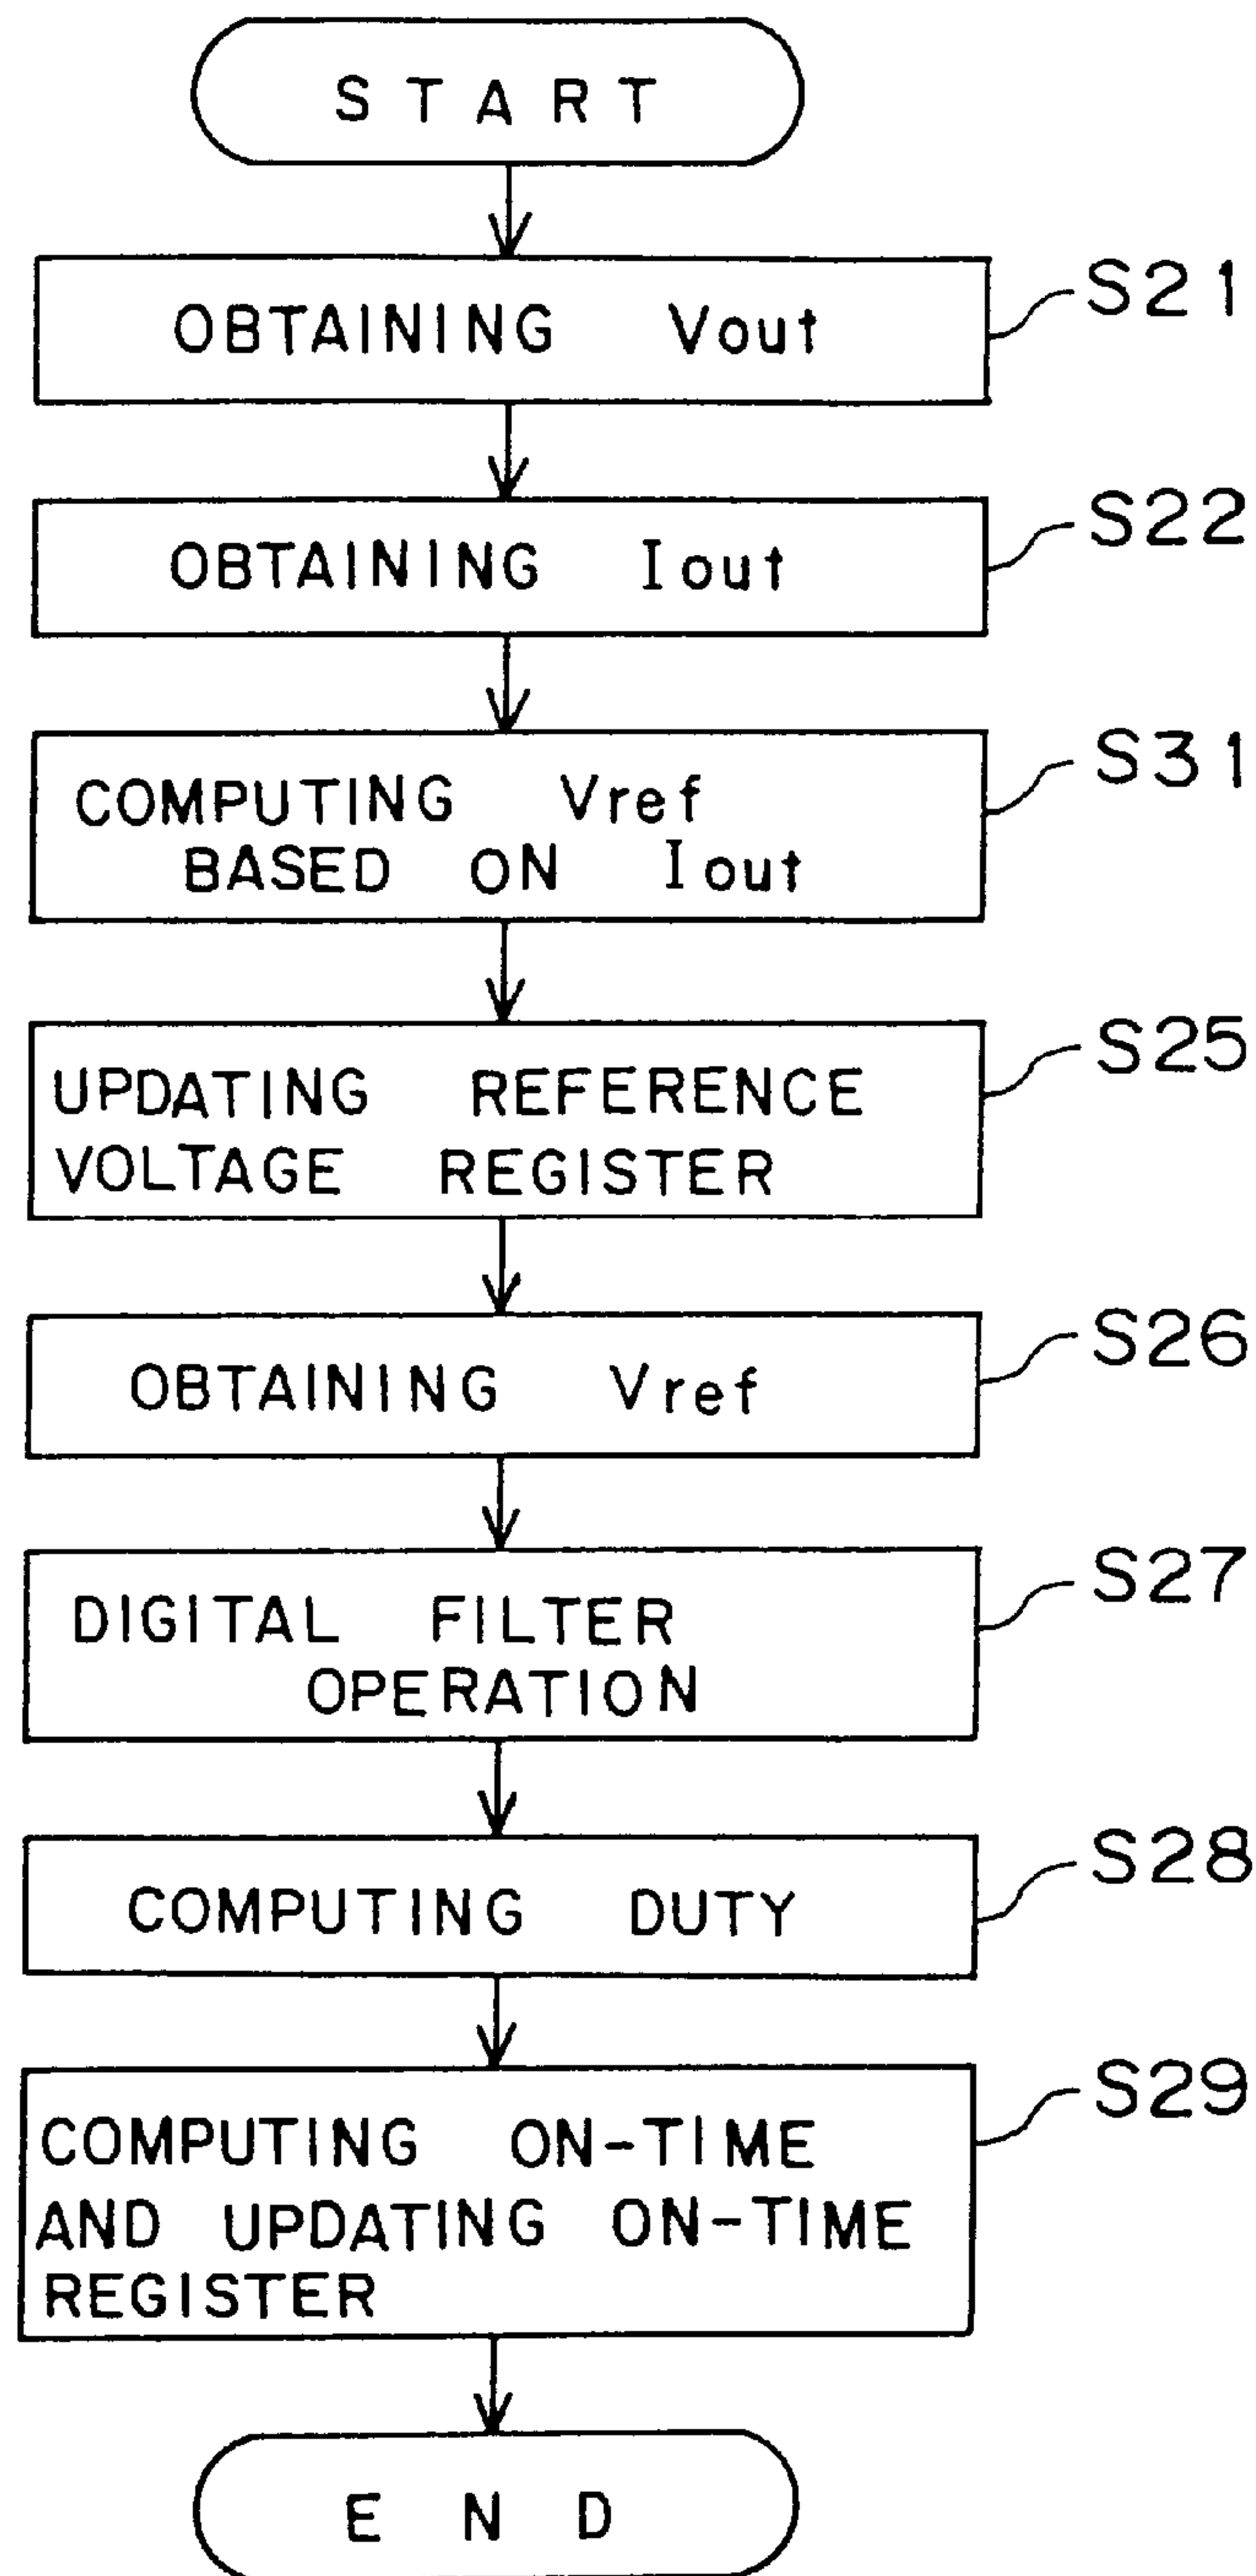 START
OBTAINING Vout
S21
OBTAINING Iout
S22
COMPUTING Vref
BASED ON Iout
S31
UPDATING REFERENCE
VOLTAGE REGISTER
S25
OBTAINING Vref
S26
DIGITAL FILTER
OPERATION
S27
COMPUTING DUTY
S28
COMPUTING ON-TIME
AND UPDATING ON-TIME
REGISTER
S29
END